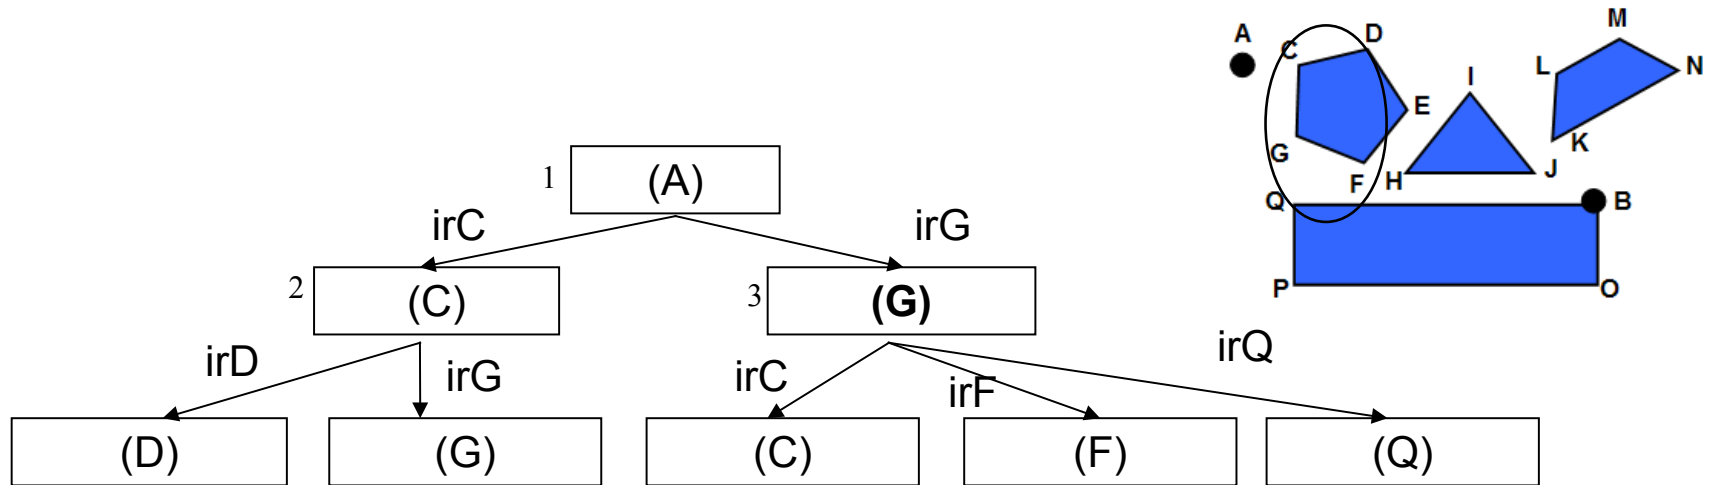 A
C
D
E
F
G
H
I
J
K
L
M
N
Q
B
P
O
1
(A)
irC
irG
2
(C)
3
(G)
irD
irG
irC
irF
irQ
(D)
(G)
(C)
(F)
(Q)